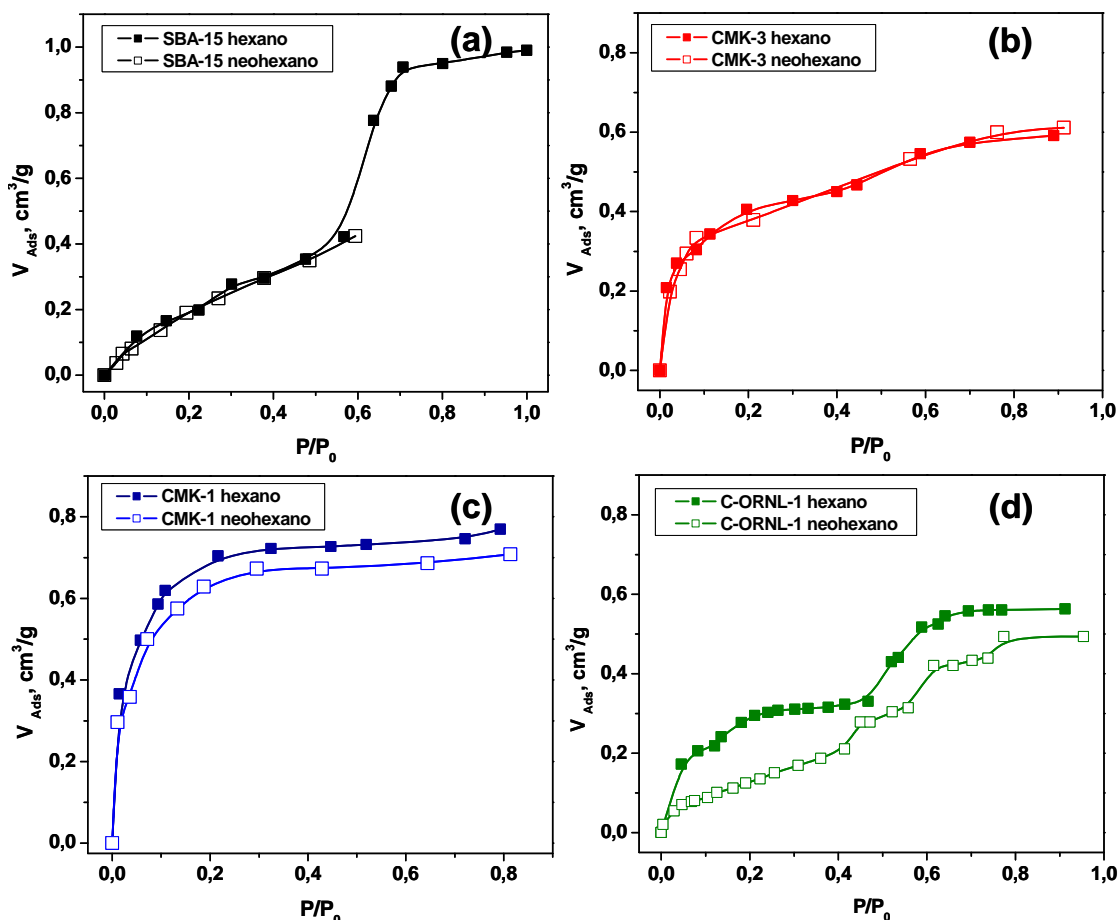 SBA-15 hexano
SBA-15 neohexano
(a)
1,0
0,8
0,6
0,4
0,2
0,0
V Ads, cm³/g
0,0 0,2 0,4 0,6 0,8 1,0
P/P₀
CMK-3 hexano
CMK-3 neohexano
(b)
0,8
0,6
0,4
0,2
0,0
V Ads, cm³/g
0,0 0,2 0,4 0,6 0,8 1,0
P/P₀
CMK-1 hexano
CMK-1 neohexano
(c)
0,8
0,6
0,4
0,2
0,0
V Ads, cm³/g
0,0 0,2 0,4 0,6 0,8
P/P₀
C-ORNL-1 hexano
C-ORNL-1 neohexano
(d)
0,8
0,6
0,4
0,2
0,0
V Ads, cm³/g
0,0 0,2 0,4 0,6 0,8 1,0
P/P₀